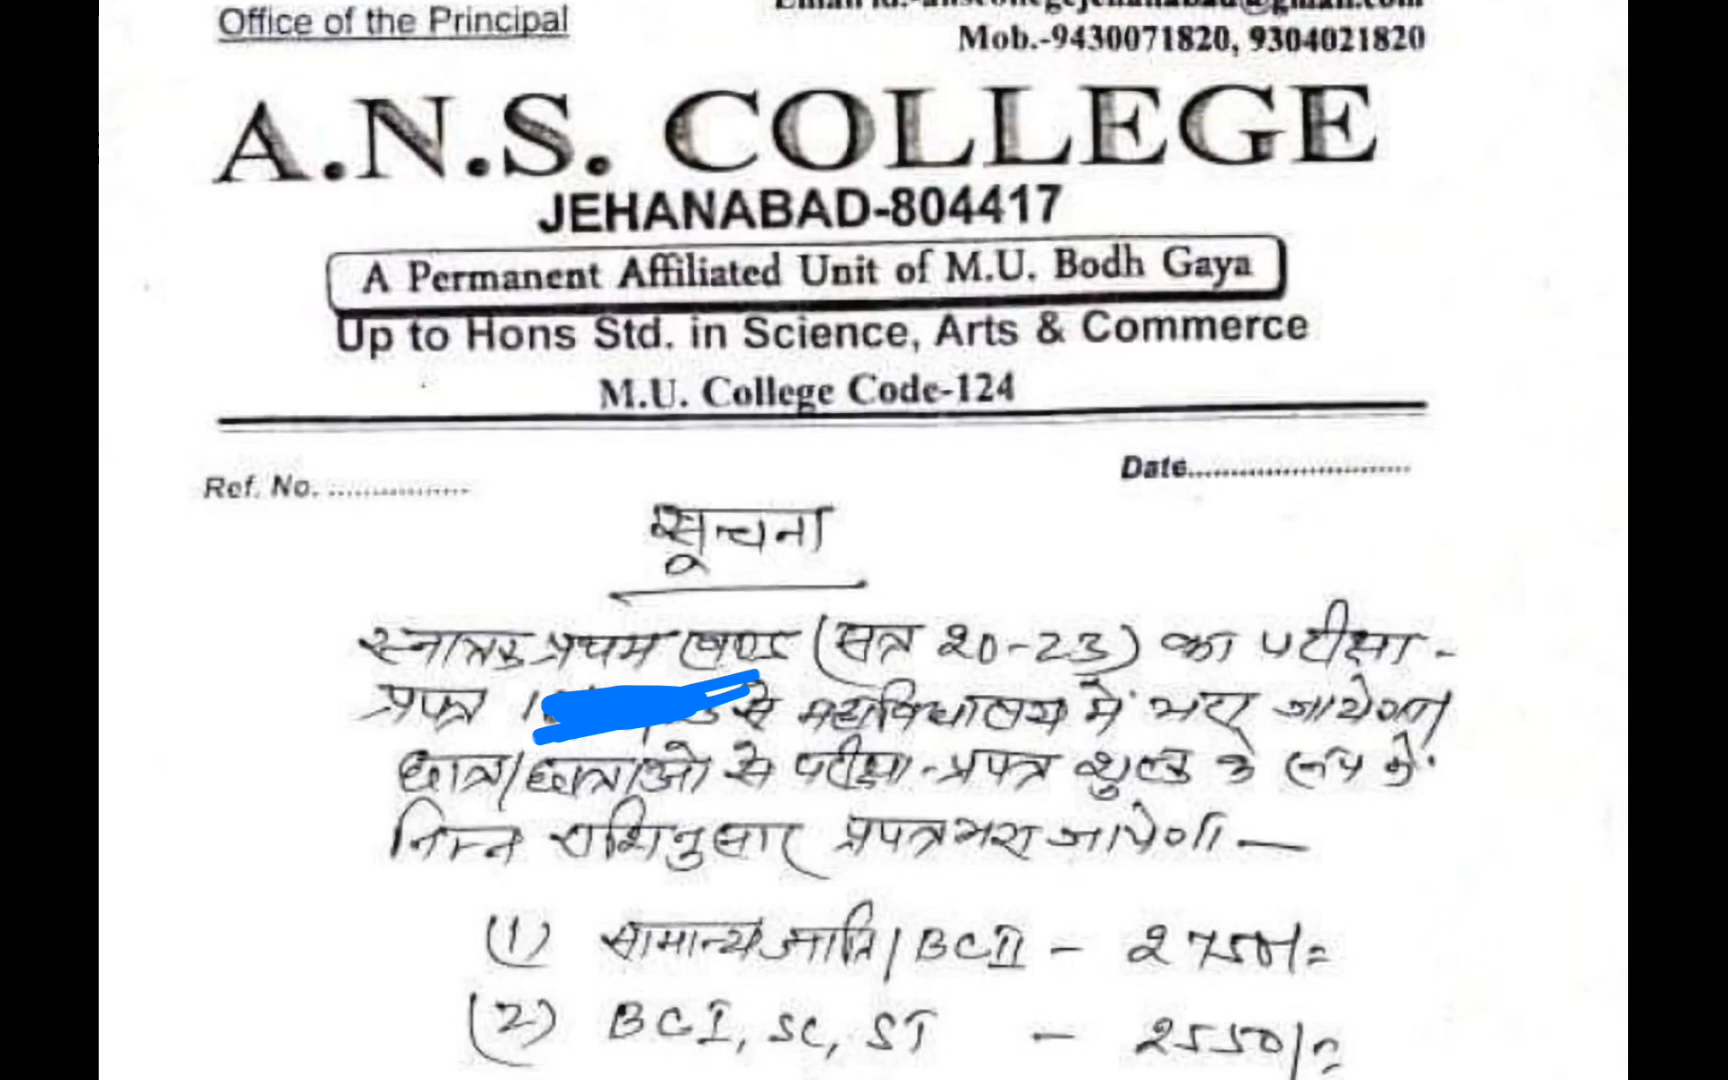 Office of the Principal
Mob.-9430071820, 9304021820
A.N.S. COLLEGE
JEHANABAD-804417
A Permanent Affiliated Unit of M.U. Bodh Gaya
Up to Hons Std. in Science, Arts & Commerce
M.U. College Code-124
Date..........................
Ref. No. ................
सूचना
स्नातक प्रथम खण्ड (सत्र 20-23) का परीक्षा-
प्रपत्र से महाविद्यालय में भरा जायेगा
छात्र/छात्राओं से परीक्षा-प्रपत्र शुल्क के रूप में
निम्न राशिनुसार प्रपत्र भरा जायेगा —
(1) सामान्य जाति/BCII - 2750/=
(2) BCI, SC, ST - 2550/=